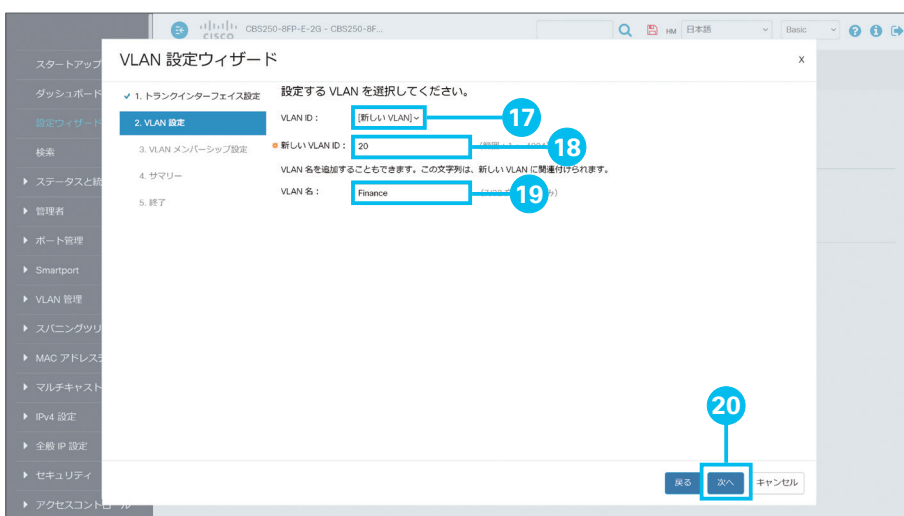 CISCO
CBS250-8FP-E-2G - CBS250-8F...
HM
日本語
Basic
スタートアップ
ダッシュボード
設定ウィザード
検索
ステータスと統
管理者
ポート管理
Smartport
VLAN 管理
スパニングツリ
MAC アドレス
マルチキャスト
IPv4 設定
全般 IP 設定
セキュリティ
アクセスコントロール
VLAN 設定ウィザード
x
1. トランクインターフェイス設定
2. VLAN 設定
3. VLAN メンバーシップ設定
4. サマリー
5. 終了
設定する VLAN を選択してください。
VLAN ID :
[新しい VLAN]
17
新しい VLAN ID :
20
18
VLAN 名を追加することもできます。この文字列は、新しい VLAN に関連付けられます。
VLAN 名 :
Finance
19
20
戻る
次へ
キャンセル